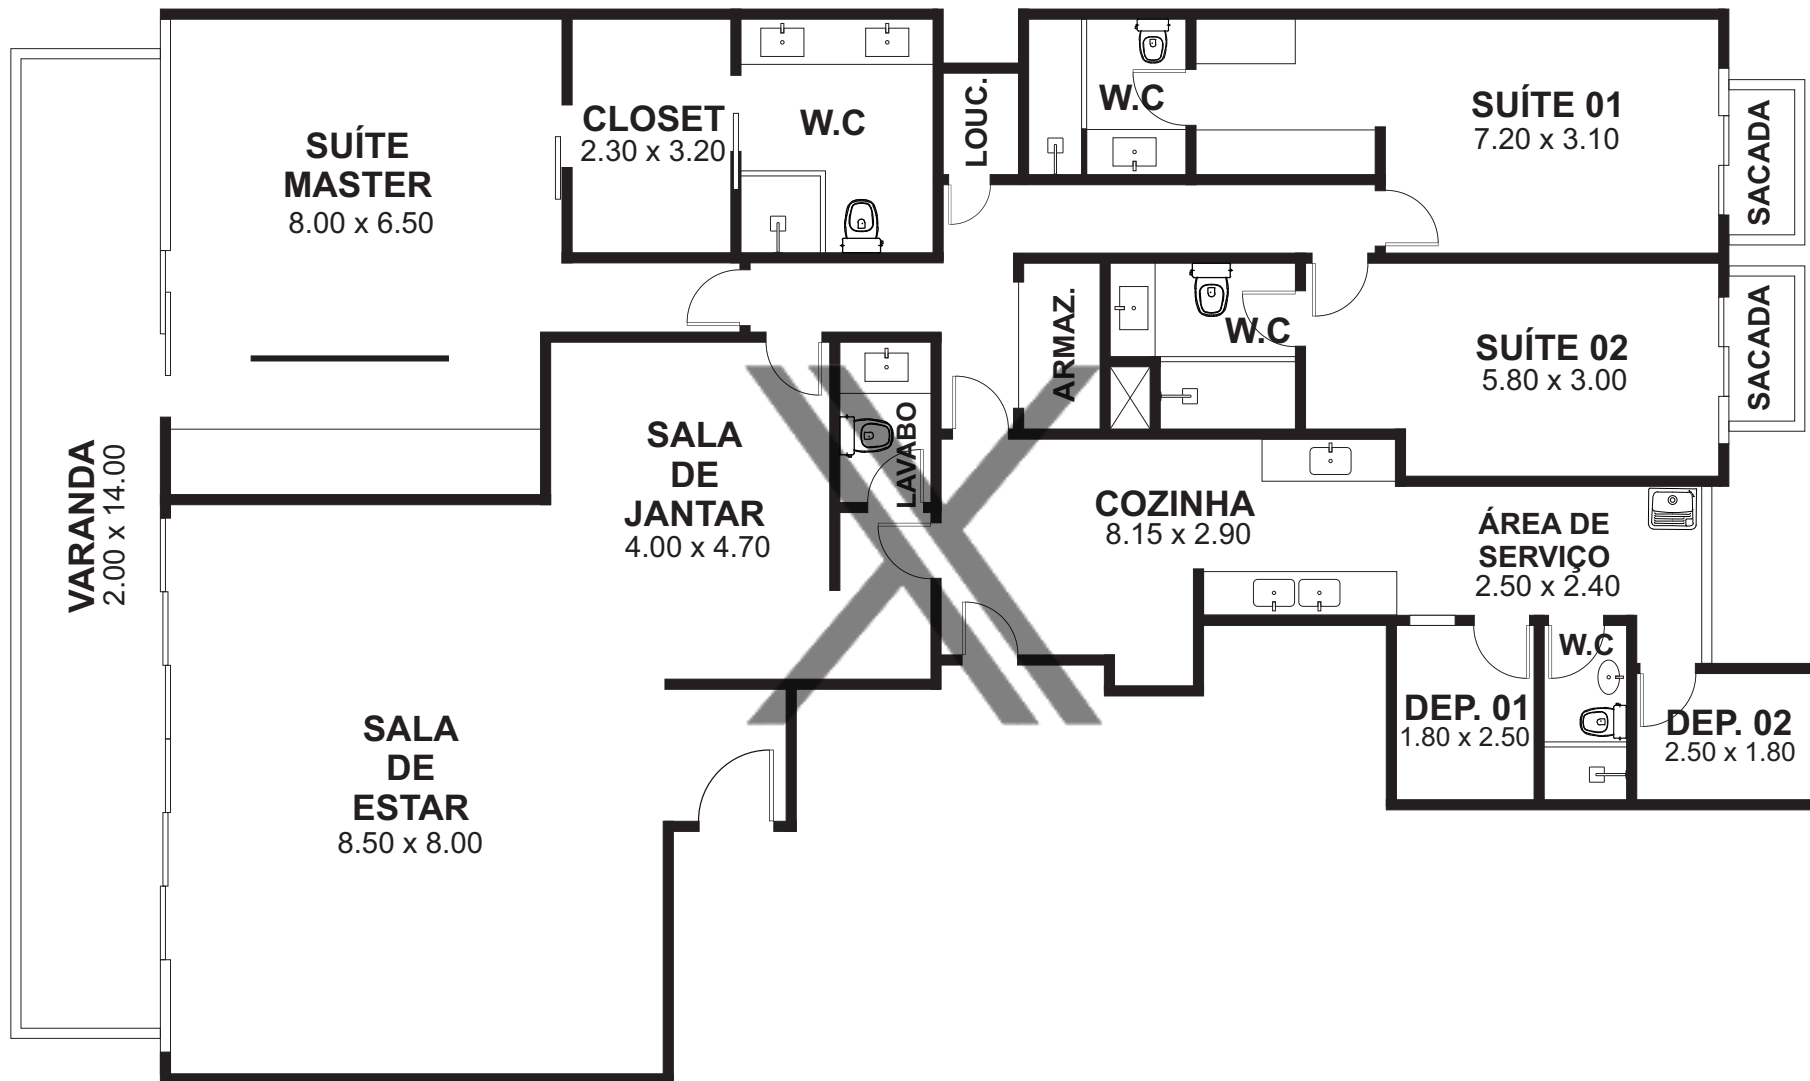 VARANDA
2.00 x 14.00
SUÍTE
MASTER
8.00 x 6.50
CLOSET
2.30 x 3.20
W.C
LOUC.
W.C
SUÍTE 01
7.20 x 3.10
SACADA
ARMAZ.
W.C
SUÍTE 02
5.80 x 3.00
SACADA
SALA
DE
JANTAR
4.00 x 4.70
LAVABO
COZINHA
8.15 x 2.90
ÁREA DE
SERVIÇO
2.50 x 2.40
W.C
DEP. 01
1.80 x 2.50
DEP. 02
2.50 x 1.80
SALA
DE
ESTAR
8.50 x 8.00